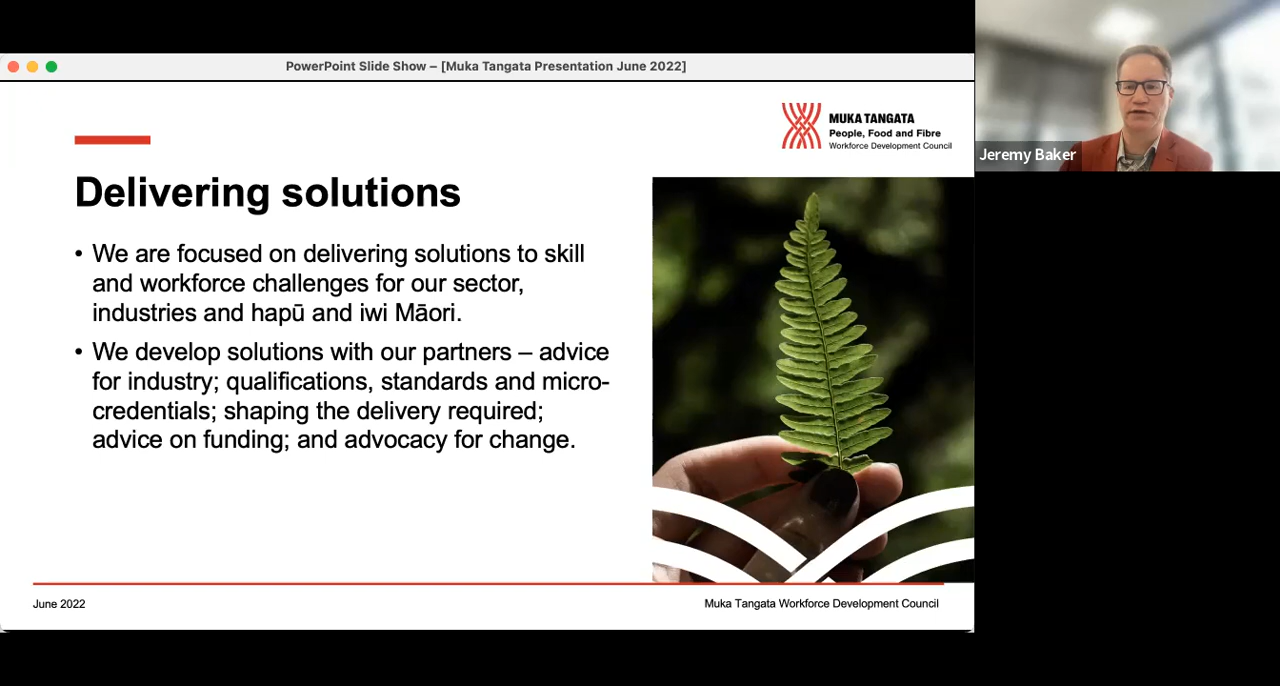 PowerPoint Slide Show – [Muka Tangata Presentation June 2022]
MUKA TANGATA
People, Food and Fibre
Workforce Development Council
Jeremy Baker
Delivering solutions
• We are focused on delivering solutions to skill
and workforce challenges for our sector,
industries and hapū and iwi Māori.
• We develop solutions with our partners – advice
for industry; qualifications, standards and micro-
credentials; shaping the delivery required;
advice on funding; and advocacy for change.
June 2022
Muka Tangata Workforce Development Council